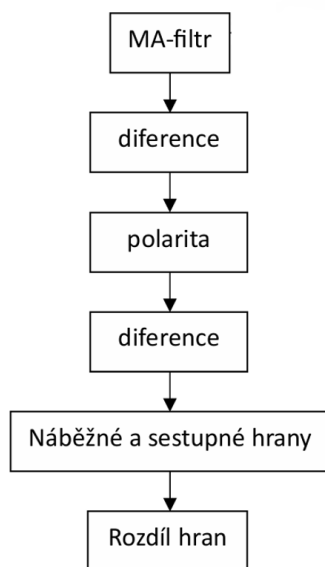 MA-filtr
diference
polarita
diference
Náběžné a sestupné hrany
Rozdíl hran